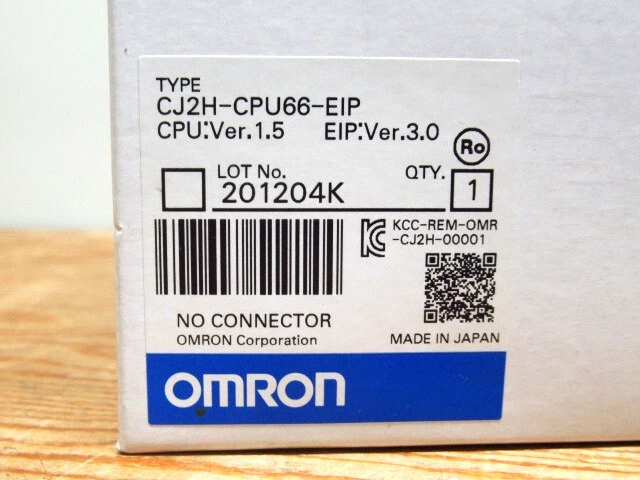 TYPE
CJ2H-CPU66-EIP
CPU:Ver.1.5 EIP:Ver.3.0
Ro
LOT No. QTY.
201204K 1
KCC-REM-OMR
-CJ2H-00001
NO CONNECTOR
OMRON Corporation MADE IN JAPAN
OMRON